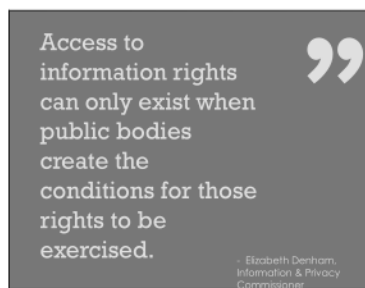 Access to
information rights
can only exist when
public bodies
create the
conditions for those
rights to be
exercised.
”
- Elizabeth Denham,
Information & Privacy
Commissioner